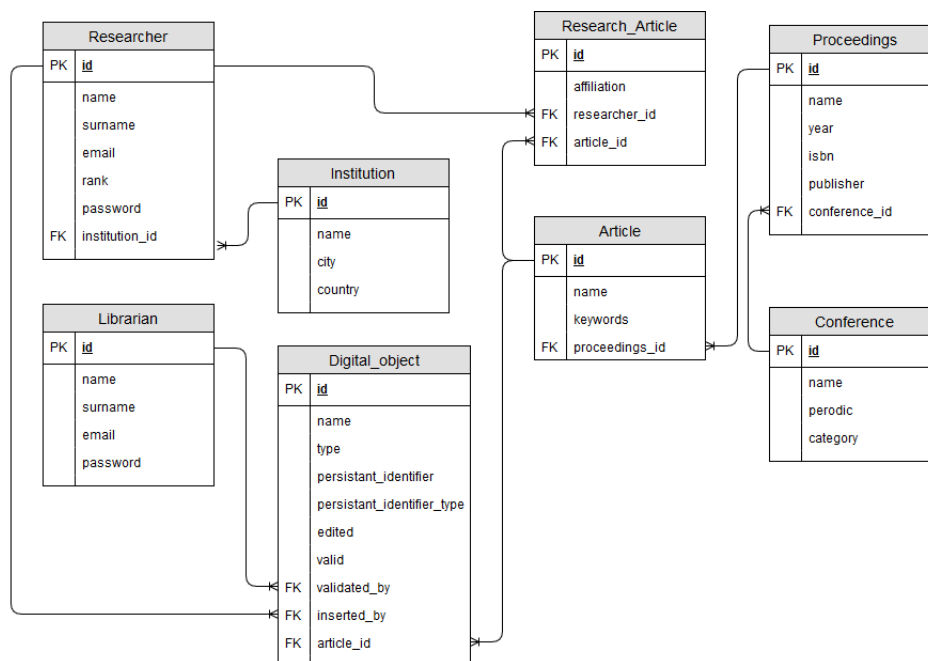 Researcher
PK id
name
surname
email
rank
password
FK institution_id
Research_Article
PK id
affiliation
FK researcher_id
FK article_id
Proceedings
PK id
name
year
isbn
publisher
FK conference_id
Institution
PK id
name
city
country
Article
PK id
name
keywords
FK proceedings_id
Librarian
PK id
name
surname
email
password
Digital_object
PK id
name
type
persistant_identifier
persistant_identifier_type
edited
valid
FK validated_by
FK inserted_by
FK article_id
Conference
PK id
name
perodic
category